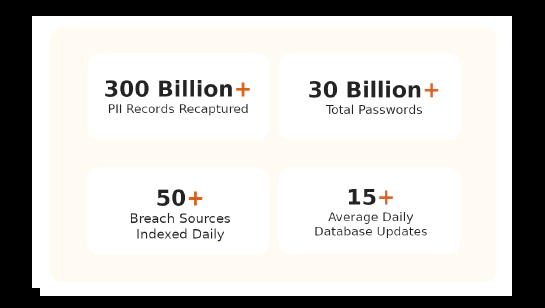 300 Billion+
PII Records Recaptured
30 Billion+
Total Passwords
50+
Breach Sources
Indexed Daily
15+
Average Daily
Database Updates